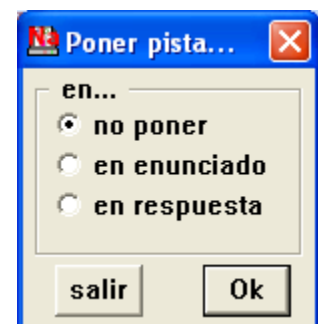 Poner pista...
en...
no poner
en enunciado
en respuesta
salir Ok